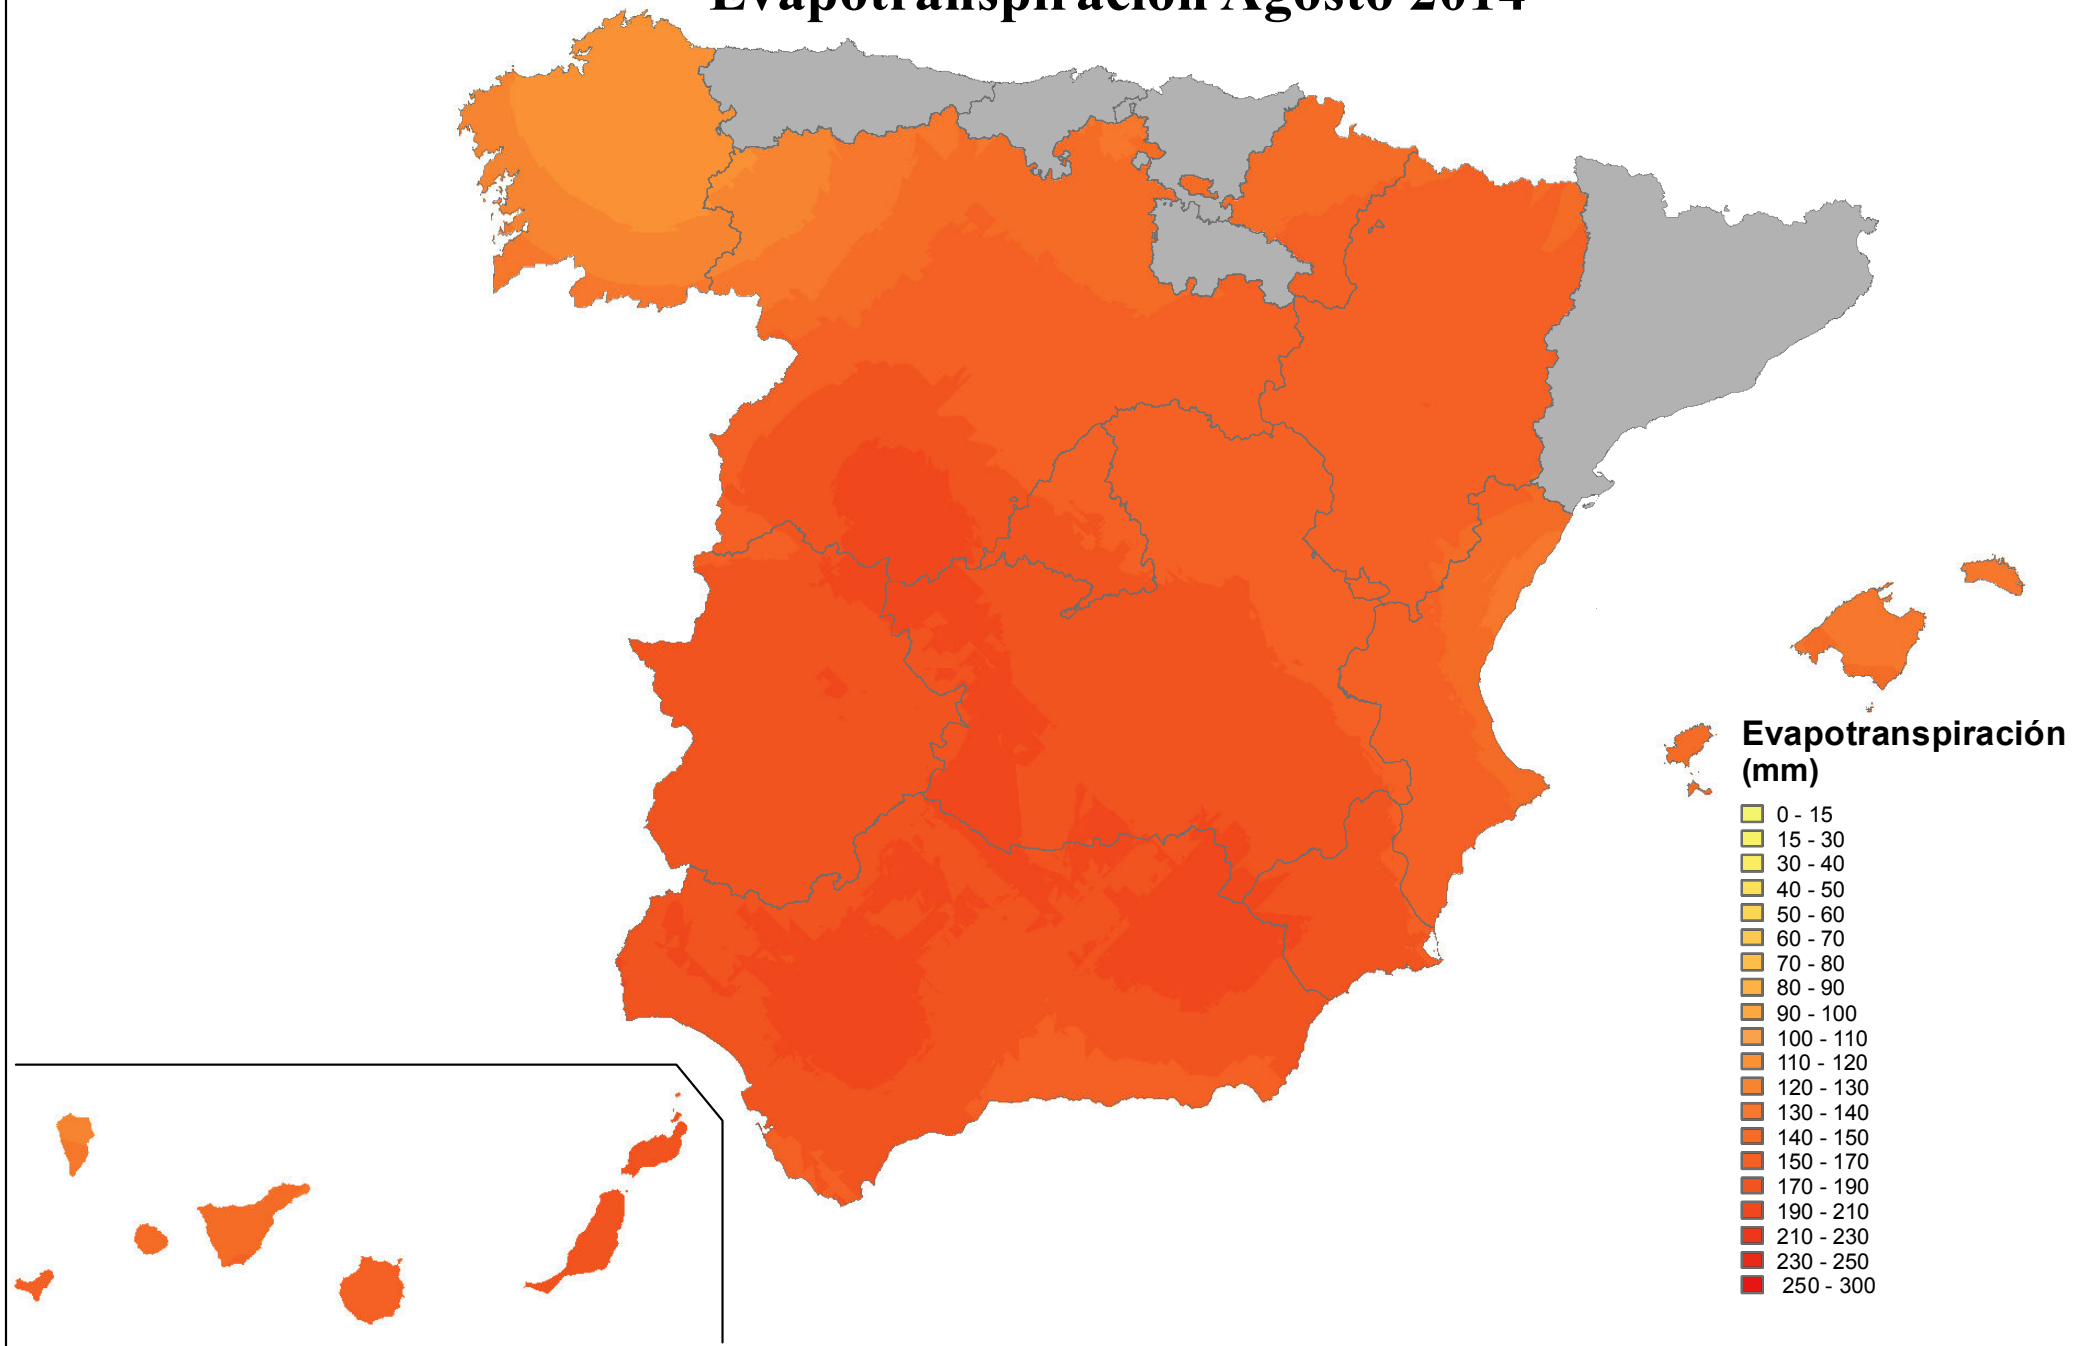 Evapotranspiración Agosto 2014
Evapotranspiración
(mm)
0 - 15
15 - 30
30 - 40
40 - 50
50 - 60
60 - 70
70 - 80
80 - 90
90 - 100
100 - 110
110 - 120
120 - 130
130 - 140
140 - 150
150 - 170
170 - 190
190 - 210
210 - 230
230 - 250
250 - 300